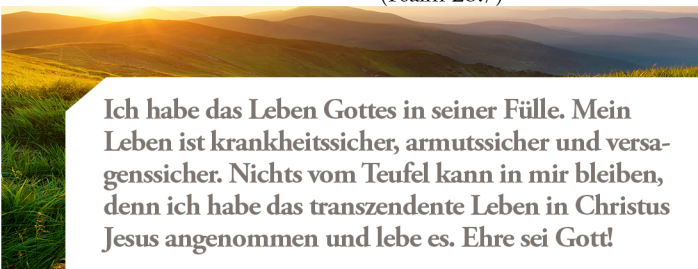 Ich habe das Leben Gottes in seiner Fülle. Mein
Leben ist krankheitssicher, armutssicher und versa-
genssicher. Nichts vom Teufel kann in mir bleiben,
denn ich habe das transzendente Leben in Christus
Jesus angenommen und lebe es. Ehre sei Gott!